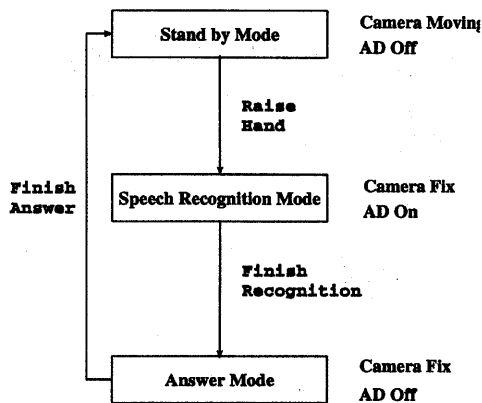 Stand by Mode
Camera Moving
AD Off
Raise
Hand
Finish
Answer
Speech Recognition Mode
Camera Fix
AD On
Finish
Recognition
Answer Mode
Camera Fix
AD Off